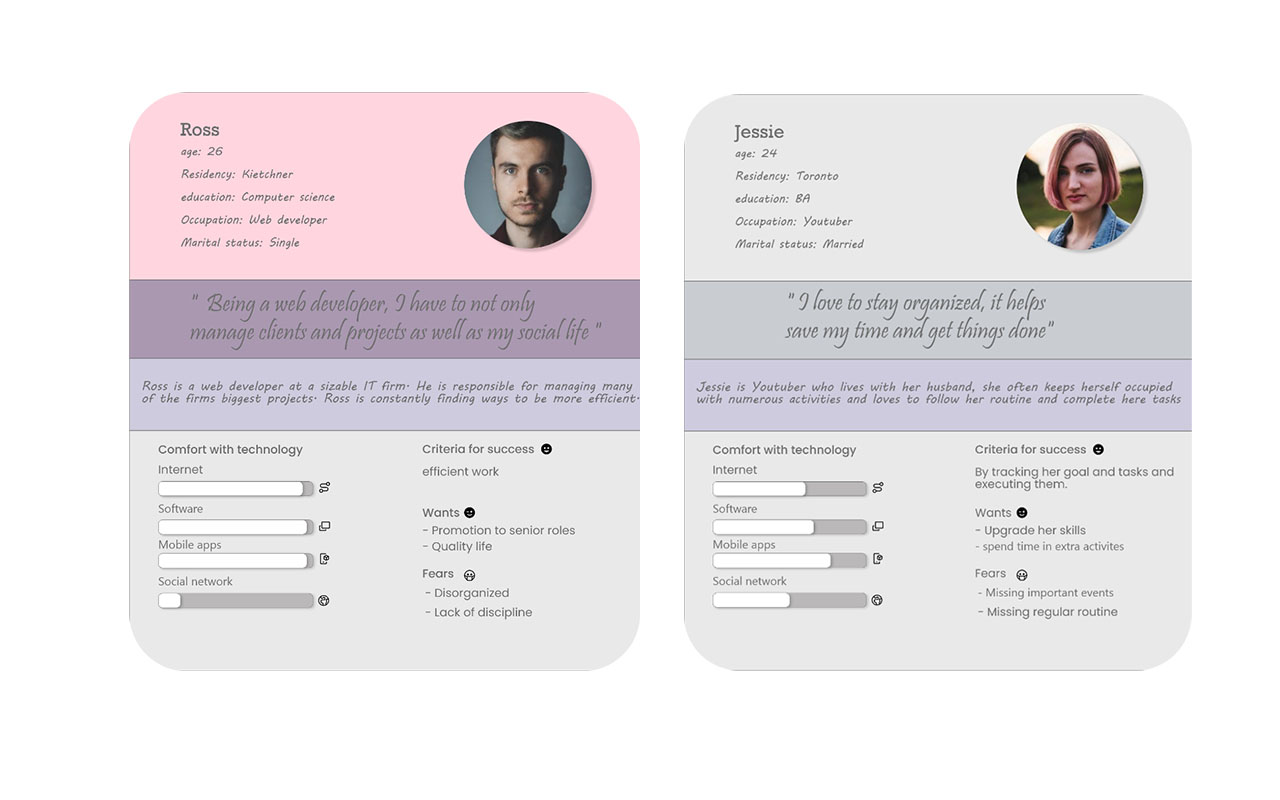 Ross
age: 26
Residency: Kietchner
education: Computer science
Occupation: Web developer
Marital status: Single
" Being a web developer, I have to not only
manage clients and projects as well as my social life "
Ross is a web developer at a sizable IT firm. He is responsible for managing many
of the firms biggest projects. Ross is constantly finding ways to be more efficient.
Comfort with technology
Internet
Software
Mobile apps
Social network
Criteria for success
efficient work
Wants
- Promotion to senior roles
- Quality life
Fears
- Disorganized
- Lack of discipline
Jessie
age: 24
Residency: Toronto
education: BA
Occupation: Youtuber
Marital status: Married
" I love to stay organized, it helps
save my time and get things done"
Jessie is Youtuber who lives with her husband, she often keeps herself occupied
with numerous activities and loves to follow her routine and complete here tasks
Comfort with technology
Internet
Software
Mobile apps
Social network
Criteria for success
By tracking her goal and tasks and
executing them.
Wants
- Upgrade her skills
- spend time in extra activites
Fears
- Missing important events
- Missing regular routine